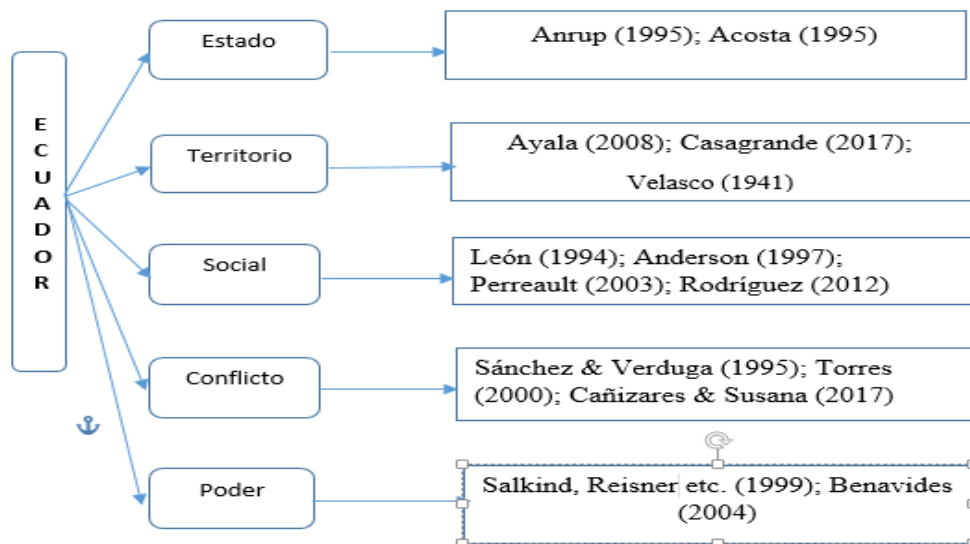 ECUADOR
Estado
Anrup (1995); Acosta (1995)
Territorio
Ayala (2008); Casagrande (2017);
Velasco (1941)
Social
León (1994); Anderson (1997);
Perreault (2003); Rodríguez (2012)
Conflicto
Sánchez & Verduga (1995); Torres
(2000); Cañizares & Susana (2017)
Poder
Salkind, Reisner etc. (1999); Benavides
(2004)